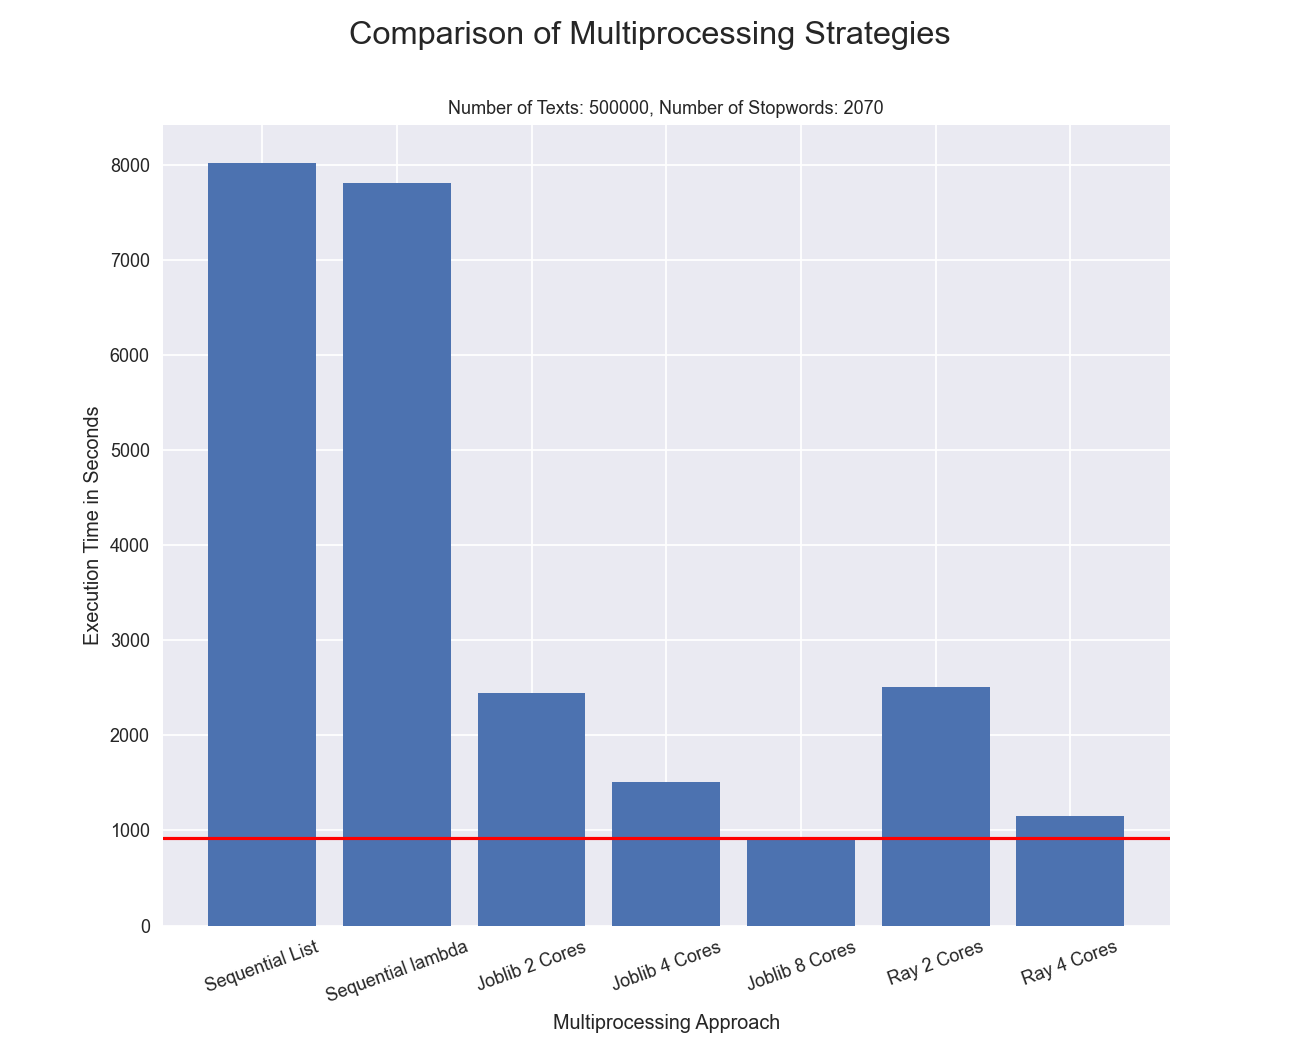 Comparison of Multiprocessing Strategies
Number of Texts: 500000, Number of Stopwords: 2070
8000
7000
6000
5000
4000
3000
2000
1000
0
Execution Time in Seconds
Sequential List
Sequential lambda
Joblib 2 Cores
Joblib 4 Cores
Joblib 8 Cores
Ray 2 Cores
Ray 4 Cores
Multiprocessing Approach